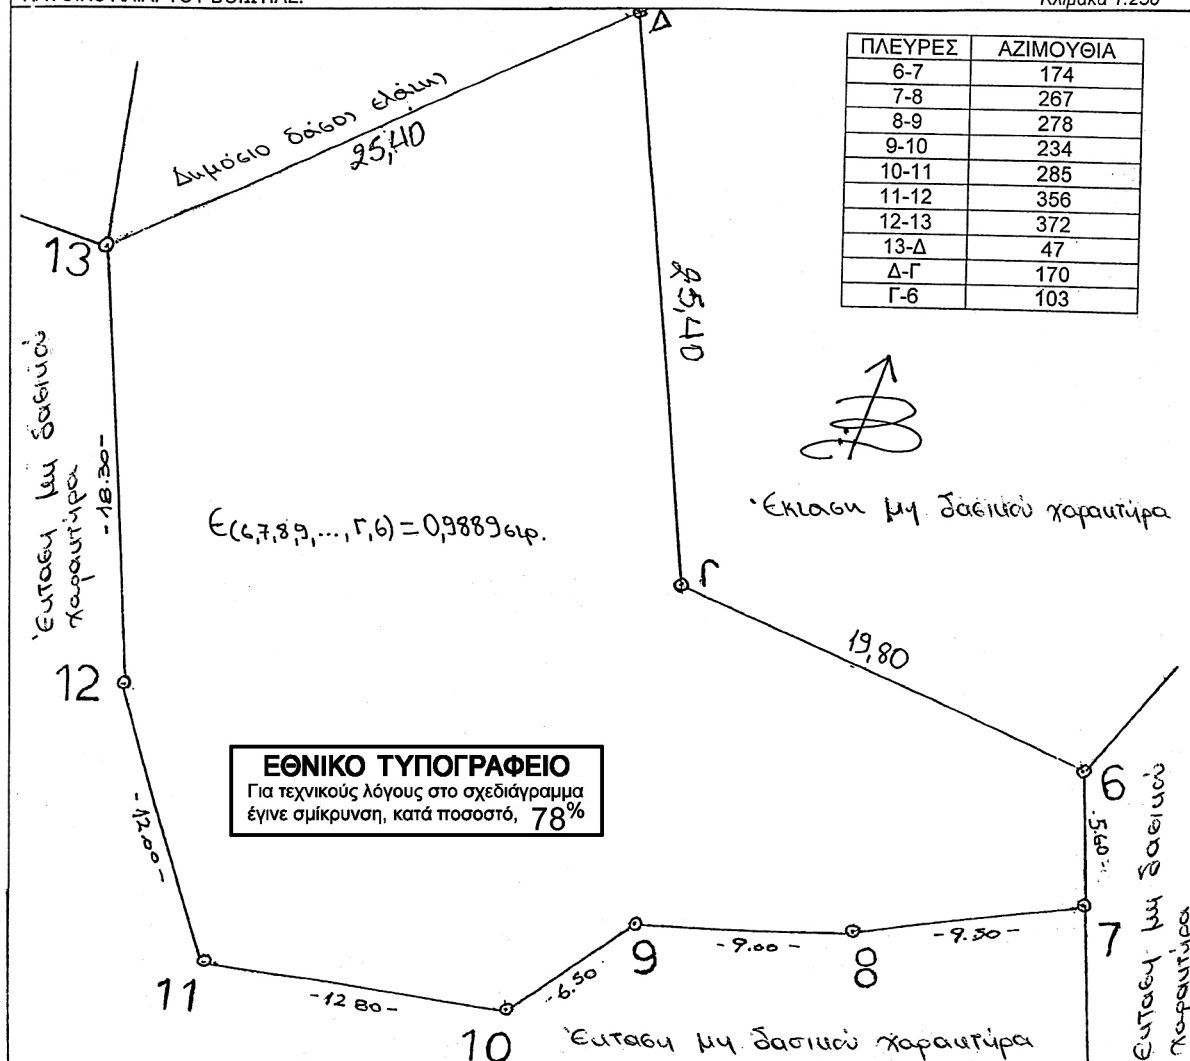 Κλίμακα 1:250
Δ
ΠΛΕΥΡΕΣ ΑΖΙΜΟΥΘΙΑ
6-7 174
7-8 267
8-9 278
9-10 234
10-11 285
11-12 356
12-13 372
13-Δ 47
Δ-Γ 170
Γ-6 103
Δημόσιο δάσος ελάτης
25,40
13
25,40
Έκταση μη δασικού
χαρακτήρα
-18.30-
Έκταση μη δασικού χαρακτήρα
Ε(6,7,8,9,...,Γ,6) = 0,9889 στρ.
Γ
19,80
12
ΕΘΝΙΚΟ ΤΥΠΟΓΡΑΦΕΙΟ
Για τεχνικούς λόγους στο σχεδιάγραμμα
έγινε σμίκρυνση, κατά ποσοστό, 78%
6
-12.00-
-5.60-
Έκταση μη δασικού
χαρακτήρα
7
-9.50-
8
-9.00-
9
-6.50
11
-12 80-
10
Έκταση μη δασικού χαρακτήρα